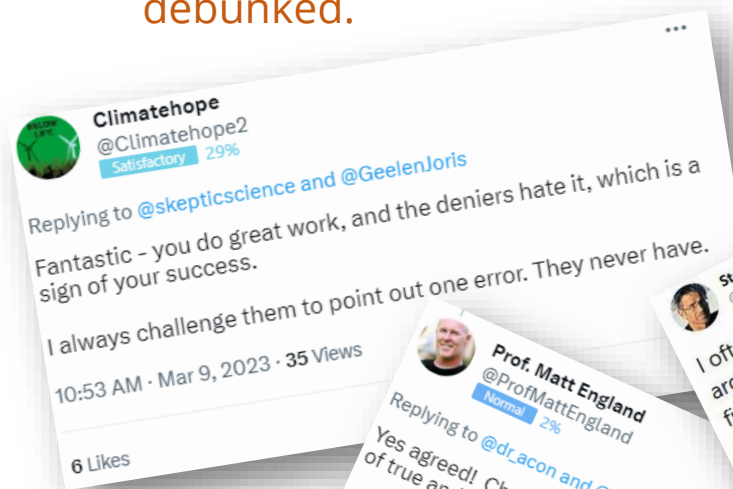 debunked.
Climatehope
@Climatehope2
Satisfactory 29%
Replying to @skepticscience and @GeelenJoris
Fantastic – you do great work, and the deniers hate it, which is a
sign of your success.
I always challenge them to point out one error. They never have.
10:53 AM · Mar 9, 2023 · 35 Views
6 Likes
Prof. Matt England
@ProfMattEngland
Normal 2%
Replying to @dr_acon and
Yes agreed!
of true
I